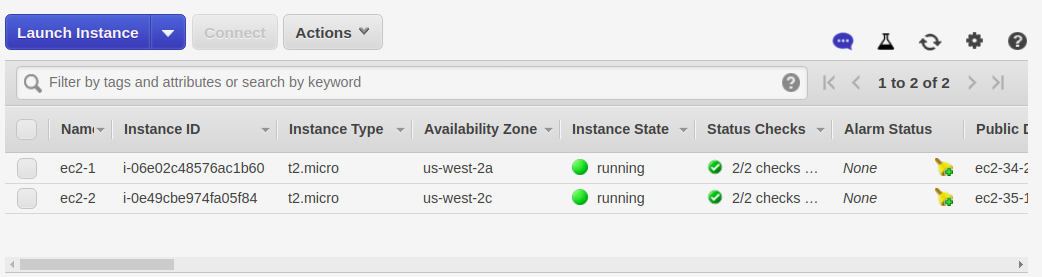 Launch Instance Connect Actions
Filter by tags and attributes or search by keyword ? 1 to 2 of 2
Name Instance ID Instance Type Availability Zone Instance State Status Checks Alarm Status Public D
ec2-1 i-06e02c48576ac1b60 t2.micro us-west-2a running 2/2 checks ... None ec2-34-2
ec2-2 i-0e49cbe974fa05f84 t2.micro us-west-2c running 2/2 checks ... None ec2-35-1